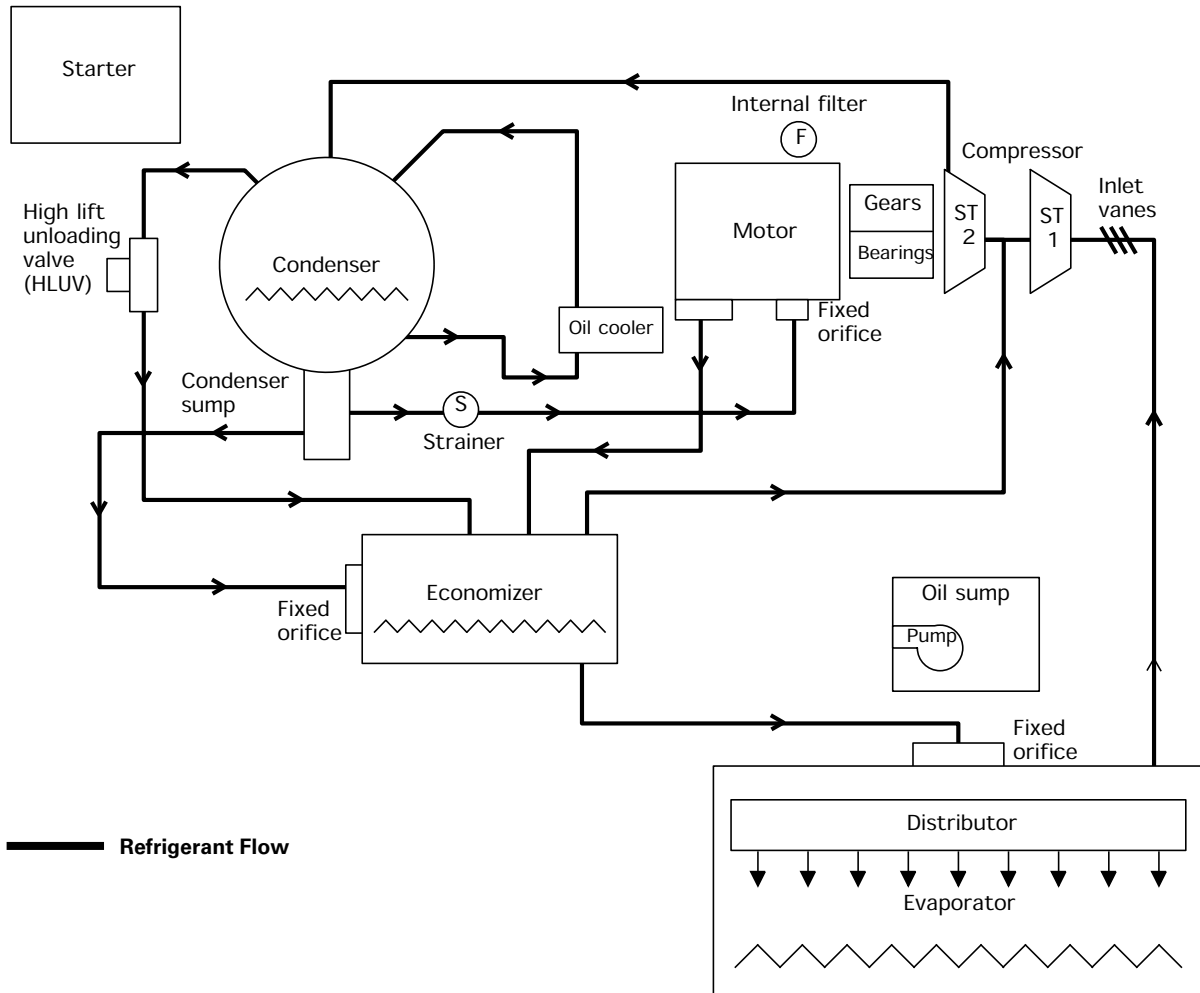 Starter
Internal filter
F
Compressor
High lift
unloading
valve
(HLUV)
Condenser
Motor
Gears
Bearings
ST
2
ST
1
Inlet
vanes
Oil cooler
Fixed
orifice
Condenser
sump
S
Strainer
Economizer
Fixed
orifice
Oil sump
Pump
Fixed
orifice
Distributor
Evaporator
Refrigerant Flow